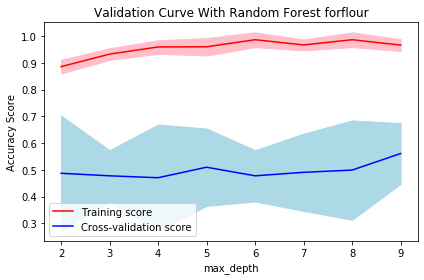 Validation Curve With Random Forest forflour
Accuracy Score
1.0
0.9
0.8
0.7
0.6
0.5
0.4
0.3
Training score
Cross-validation score
2 3 4 5 6 7 8 9
max_depth